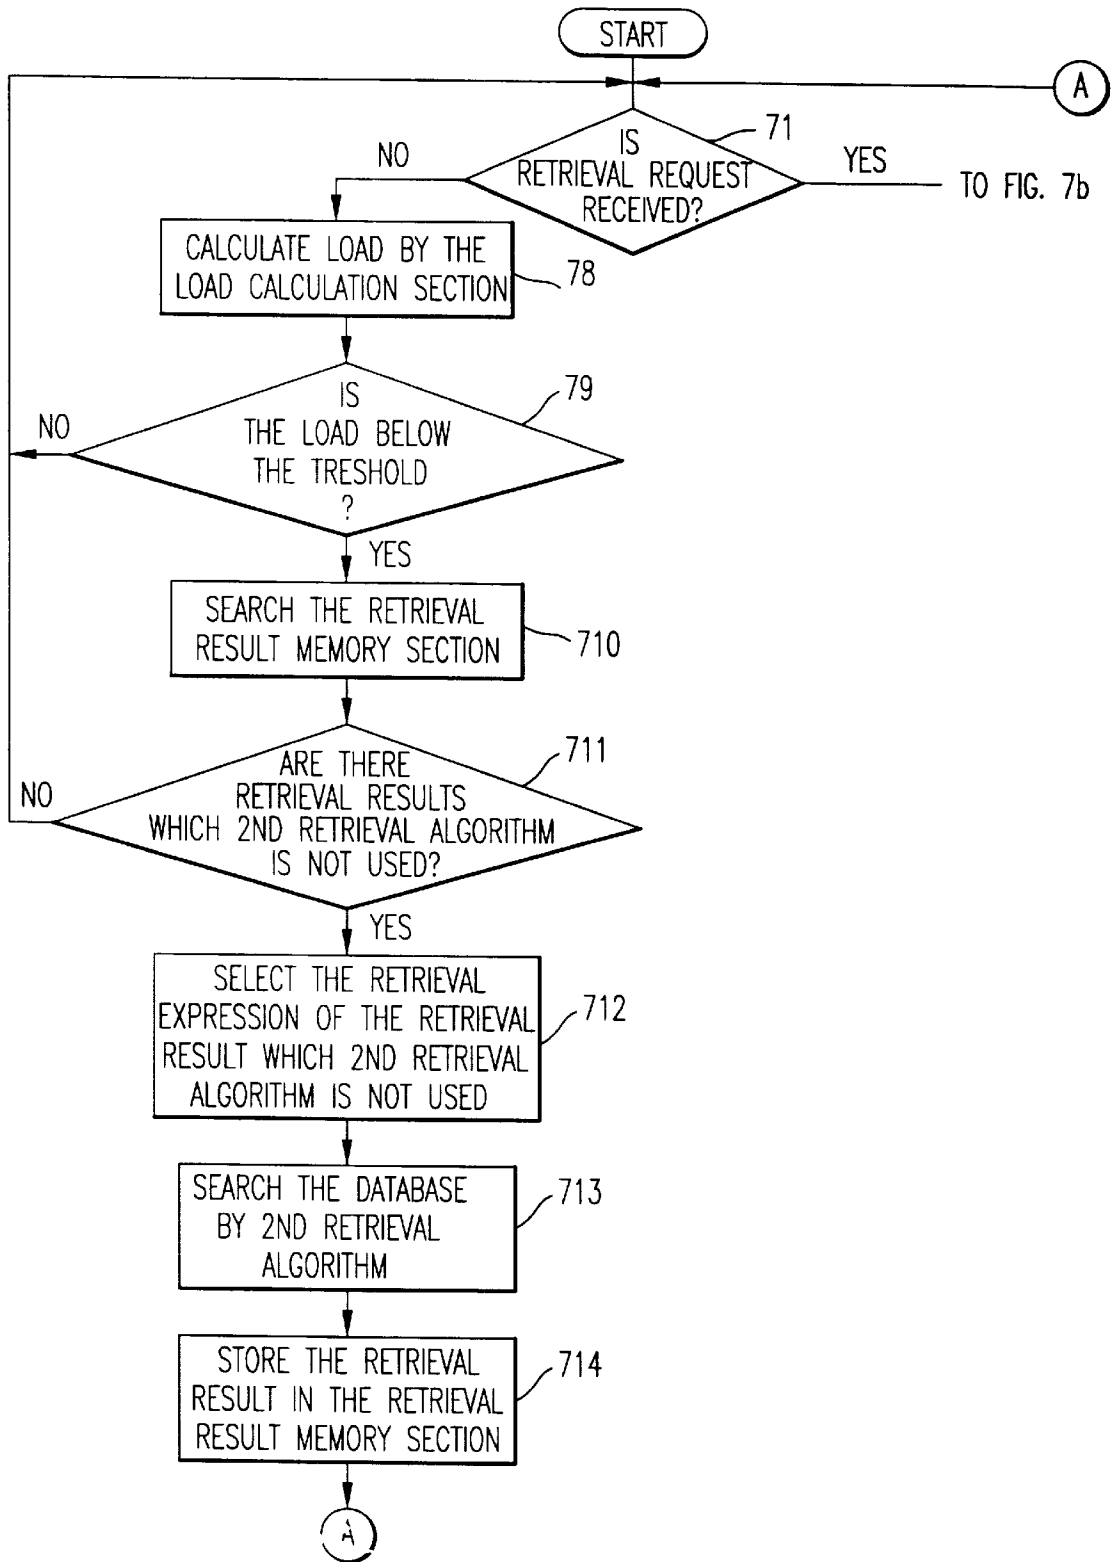 START
A
71
IS
RETRIEVAL REQUEST
RECEIVED?
NO
YES
TO FIG. 7b
CALCULATE LOAD BY THE
LOAD CALCULATION SECTION
78
79
IS
THE LOAD BELOW
THE TRESHOLD
?
NO
YES
SEARCH THE RETRIEVAL
RESULT MEMORY SECTION
710
711
ARE THERE
RETRIEVAL RESULTS
WHICH 2ND RETRIEVAL ALGORITHM
IS NOT USED?
NO
YES
SELECT THE RETRIEVAL
EXPRESSION OF THE RETRIEVAL
RESULT WHICH 2ND RETRIEVAL
ALGORITHM IS NOT USED
712
SEARCH THE DATABASE
BY 2ND RETRIEVAL
ALGORITHM
713
STORE THE RETRIEVAL
RESULT IN THE RETRIEVAL
RESULT MEMORY SECTION
714
A